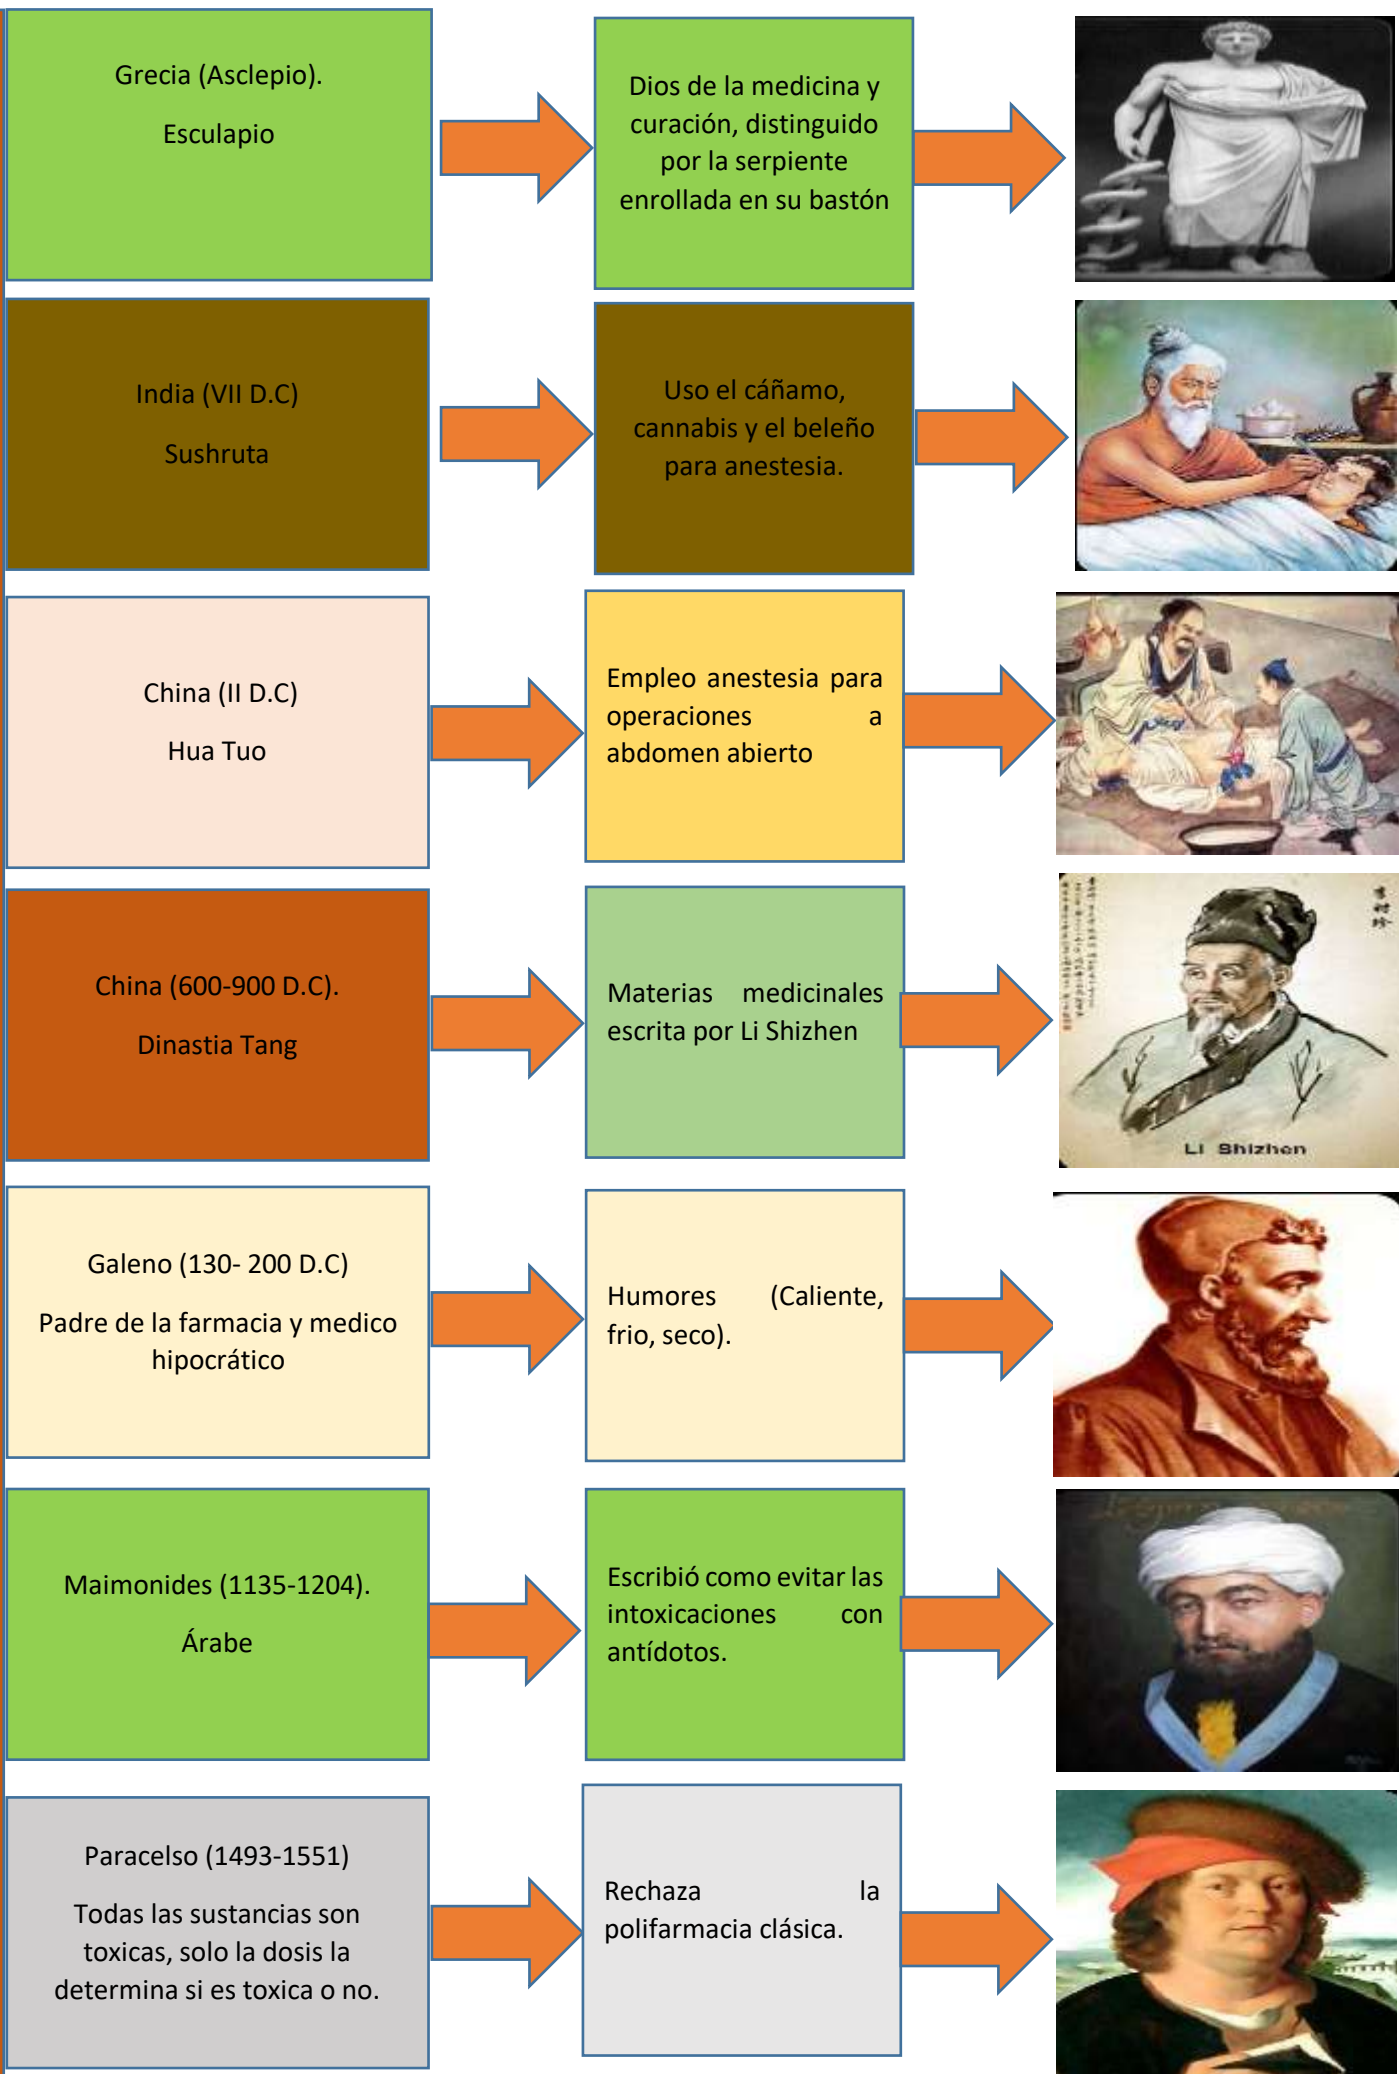 Grecia (Asclepio).
Esculapio
Dios de la medicina y
curación, distinguido
por la serpiente
enrollada en su bastón
India (VII D.C)
Sushruta
Uso el cáñamo,
cannabis y el beleño
para anestesia.
China (II D.C)
Hua Tuo
Empleo anestesia para
operaciones a
abdomen abierto
China (600-900 D.C).
Dinastia Tang
Materias medicinales
escrita por Li Shizhen
李时珍
Li Shizhen
Galeno (130- 200 D.C)
Padre de la farmacia y medico
hipocrático
Humores (Caliente,
frio, seco).
Maimonides (1135-1204).
Árabe
Escribió como evitar las
intoxicaciones con
antídotos.
Paracelso (1493-1551)
Todas las sustancias son
toxicas, solo la dosis la
determina si es toxica o no.
Rechaza la
polifarmacia clásica.